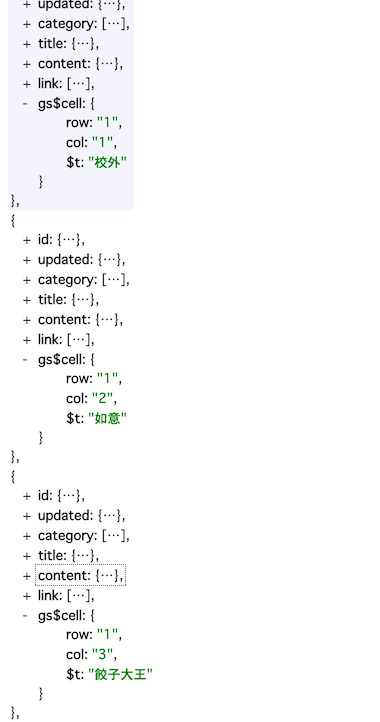 + updated: {…},
+ category: […],
+ title: {…},
+ content: {…},
+ link: […],
- gs$cell: {
row: "1",
col: "1",
$t: "校外"
}
},
{
+ id: {…},
+ updated: {…},
+ category: […],
+ title: {…},
+ content: {…},
+ link: […],
- gs$cell: {
row: "1",
col: "2",
$t: "如意"
}
},
{
+ id: {…},
+ updated: {…},
+ category: […],
+ title: {…},
+ content: {…},
+ link: […],
- gs$cell: {
row: "1",
col: "3",
$t: "餃子大王"
}
},